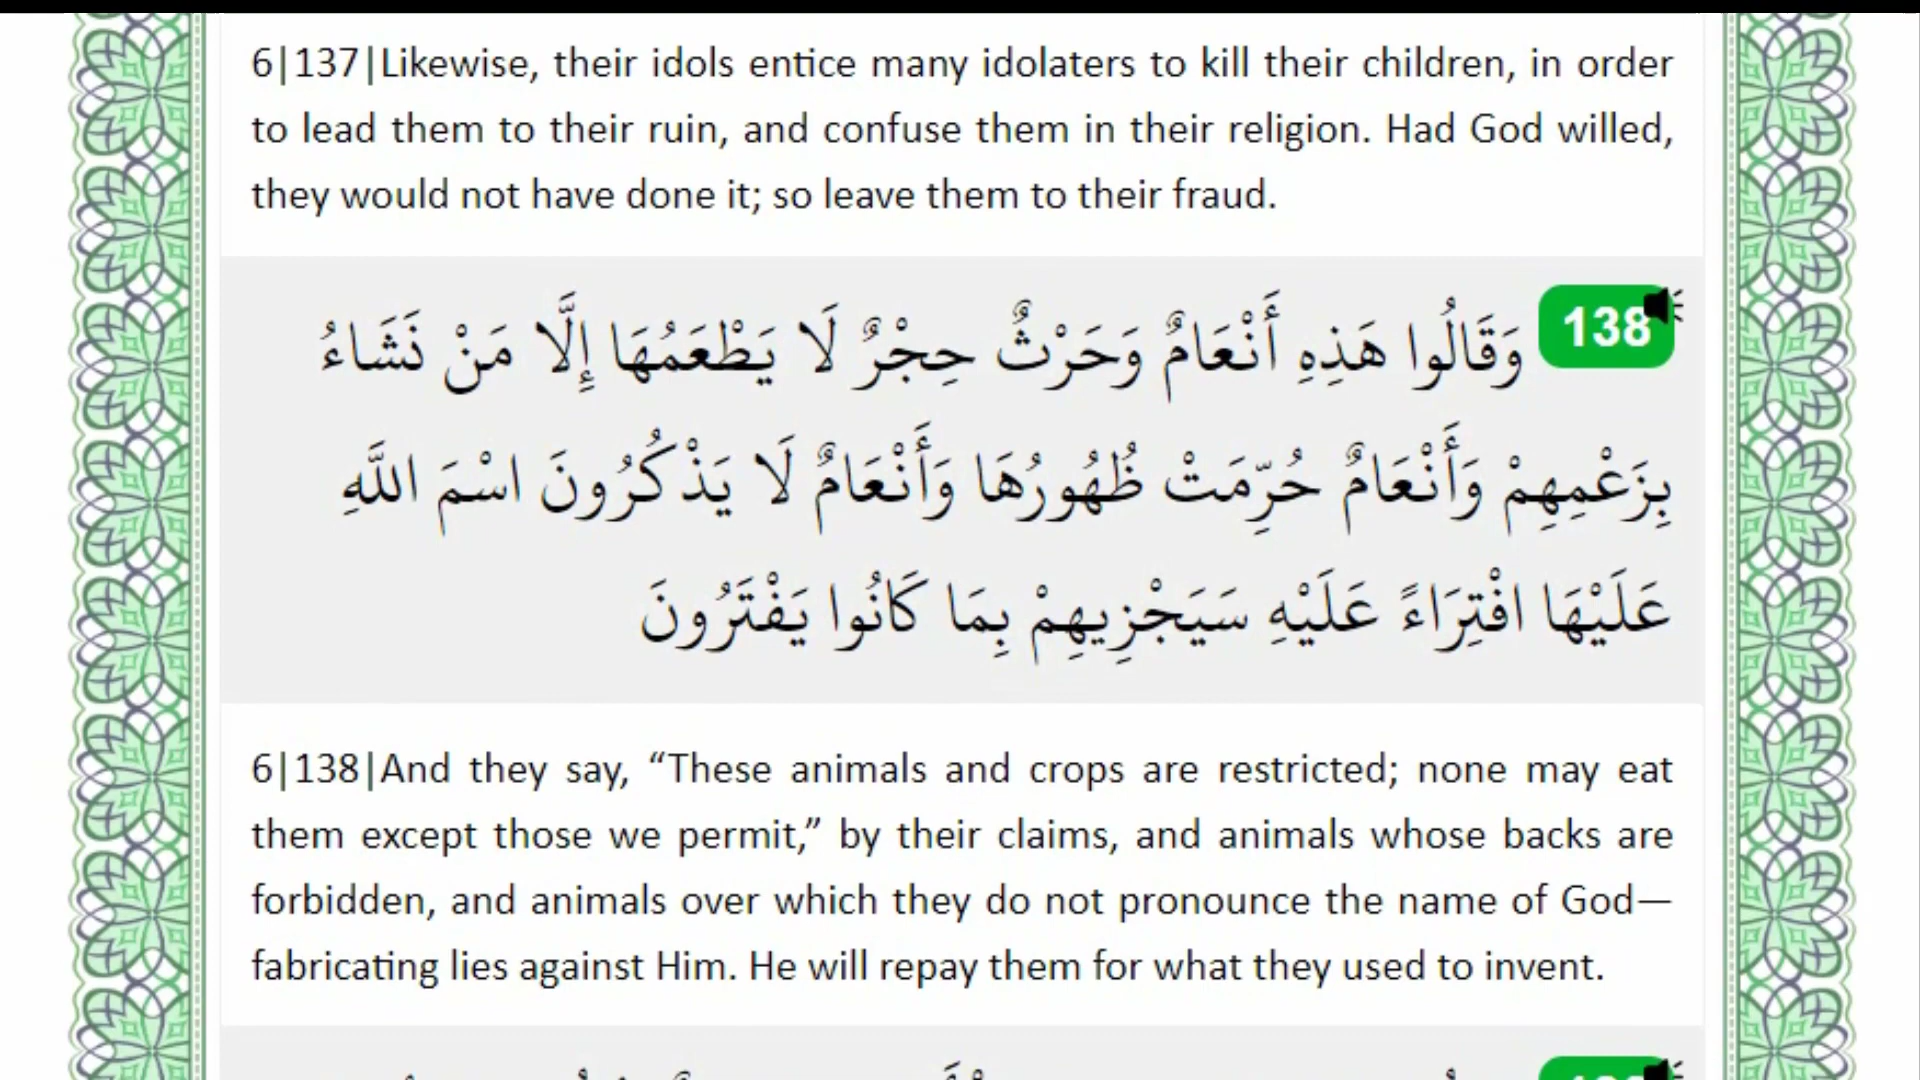 6|137|Likewise, their idols entice many idolaters to kill their children, in order
to lead them to their ruin, and confuse them in their religion. Had God willed,
they would not have done it; so leave them to their fraud.
138 وَقَالُوا هَذِهِ أَنْعَامٌ وَحَرْثٌ حِجْرٌ لَا يَطْعَمُهَا إِلَّا مَنْ نَشَاءُ
بِزَعْمِهِمْ وَأَنْعَامٌ حُرِّمَتْ ظُهُورُهَا وَأَنْعَامٌ لَا يَذْكُرُونَ اسْمَ اللَّهِ
عَلَيْهَا افْتِرَاءً عَلَيْهِ سَيَجْزِيهِمْ بِمَا كَانُوا يَفْتَرُونَ
6|138|And they say, “These animals and crops are restricted; none may eat
them except those we permit,” by their claims, and animals whose backs are
forbidden, and animals over which they do not pronounce the name of God—
fabricating lies against Him. He will repay them for what they used to invent.